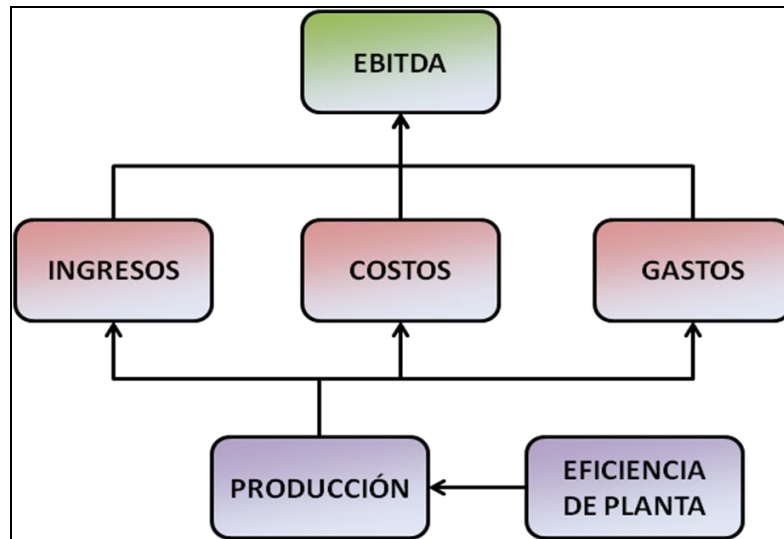 EBITDA
INGRESOS
COSTOS
GASTOS
PRODUCCIÓN
EFICIENCIA
DE PLANTA